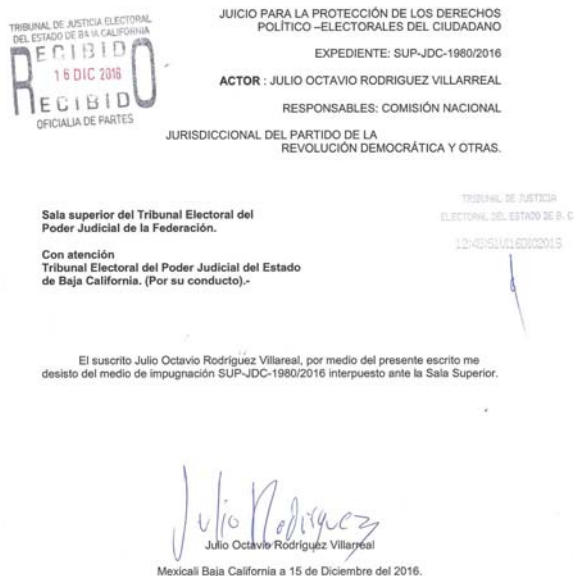 TRIBUNAL DE JUSTICIA ELECTORAL
DEL ESTADO DE BAJA CALIFORNIA
RECIBIDO
16 DIC 2016
RECIBIDO
OFICIALIA DE PARTES
JUICIO PARA LA PROTECCIÓN DE LOS DERECHOS
POLÍTICO –ELECTORALES DEL CIUDADANO
EXPEDIENTE: SUP-JDC-1980/2016
ACTOR : JULIO OCTAVIO RODRIGUEZ VILLARREAL
RESPONSABLES: COMISIÓN NACIONAL
JURISDICCIONAL DEL PARTIDO DE LA
REVOLUCIÓN DEMOCRÁTICA Y OTRAS.
TRIBUNAL DE JUSTICIA
ELECTORAL DEL ESTADO DE B. C
Sala superior del Tribunal Electoral del
Poder Judicial de la Federación.
Con atención
Tribunal Electoral del Poder Judicial del Estado
de Baja California. (Por su conducto).-
El suscrito Julio Octavio Rodríguez Villareal, por medio del presente escrito me
desisto del medio de impugnación SUP-JDC-1980/2016 interpuesto ante la Sala Superior.
Julio Rodriguez
Julio Octavio Rodríguez Villarreal
Mexicali Baja California a 15 de Diciembre del 2016.